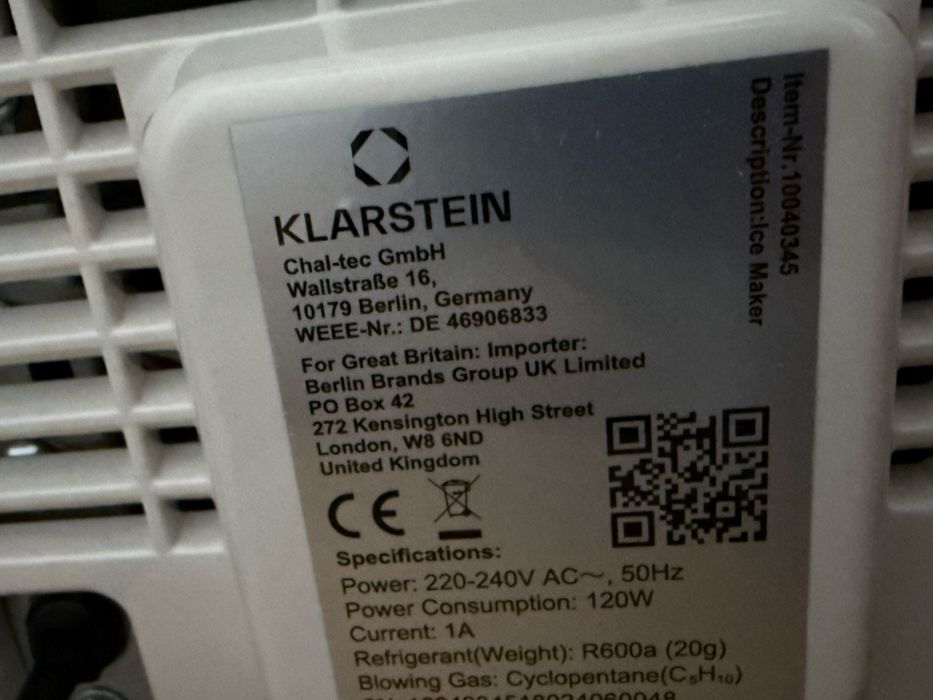 KLARSTEIN
Chal-tec GmbH
Wallstraße 16,
10179 Berlin, Germany
WEEE-Nr.: DE 46906833
For Great Britain: Importer:
Berlin Brands Group UK Limited
PO Box 42
272 Kensington High Street
London, W8 6ND
United Kingdom
CE
Specifications:
Power: 220-240V AC～, 50Hz
Power Consumption: 120W
Current: 1A
Refrigerant(Weight): R600a (20g)
Blowing Gas: Cyclopentane(C₅H₁₀)
Item-Nr.10040345
Description:Ice Maker